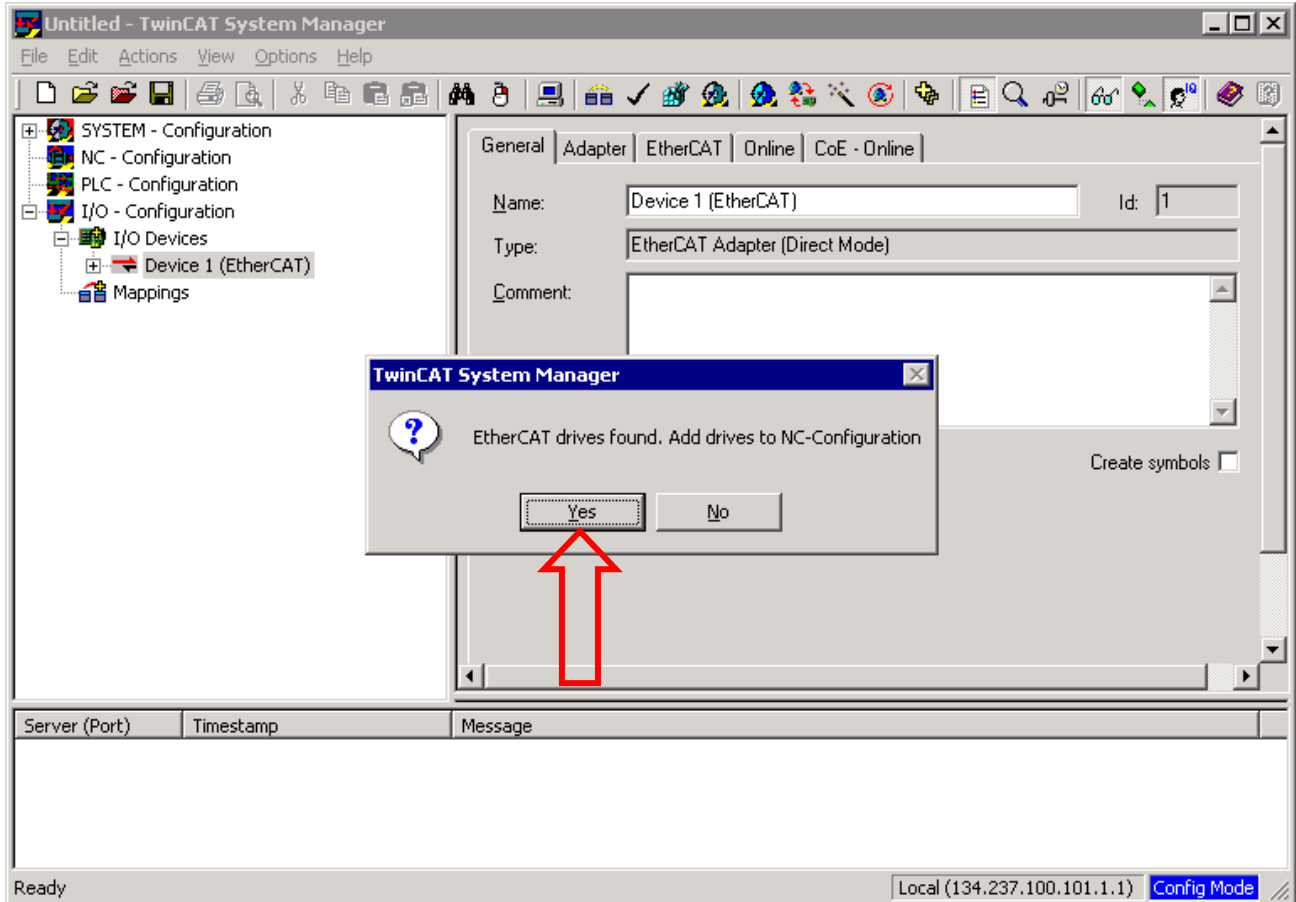 Untitled - TwinCAT System Manager
File Edit Actions View Options Help
SYSTEM - Configuration
NC - Configuration
PLC - Configuration
I/O - Configuration
I/O Devices
Device 1 (EtherCAT)
Mappings
General Adapter EtherCAT Online CoE - Online
Name: Device 1 (EtherCAT) Id: 1
Type: EtherCAT Adapter (Direct Mode)
Comment:
TwinCAT System Manager
EtherCAT drives found. Add drives to NC-Configuration
Yes No
Create symbols
Server (Port) Timestamp Message
Ready Local (134.237.100.101.1.1) Config Mode